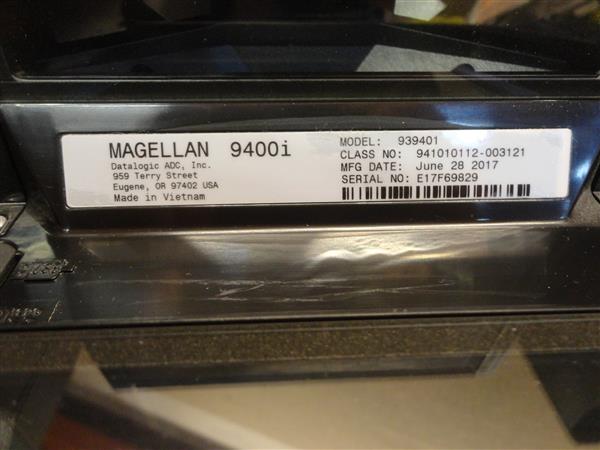 MAGELLAN 9400i
Datalogic ADC, Inc.
959 Terry Street
Eugene, OR 97402 USA
Made in Vietnam
MODEL: 939401
CLASS NO: 941010112-003121
MFG DATE: June 28 2017
SERIAL NO: E17F69829